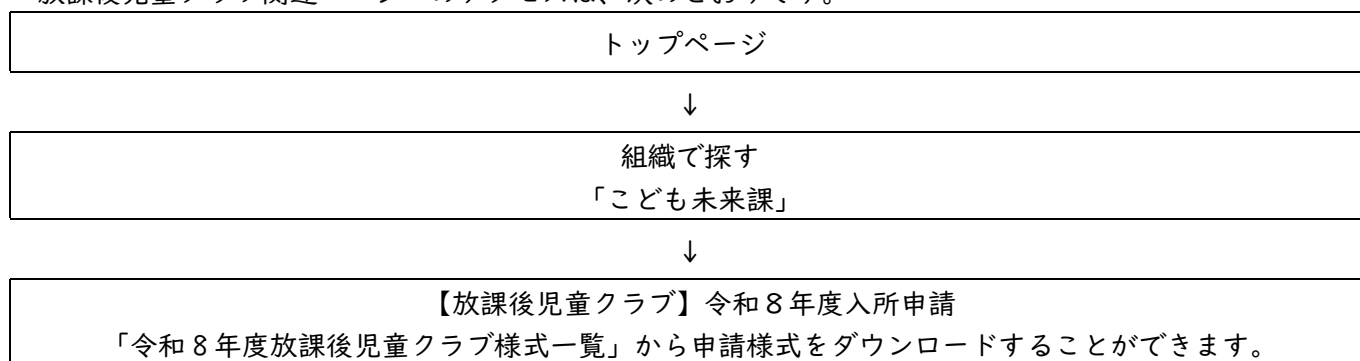 トップページ
↓
組織で探す
「こども未来課」
↓
【放課後児童クラブ】令和８年度入所申請
「令和８年度放課後児童クラブ様式一覧」から申請様式をダウンロードすることができます。